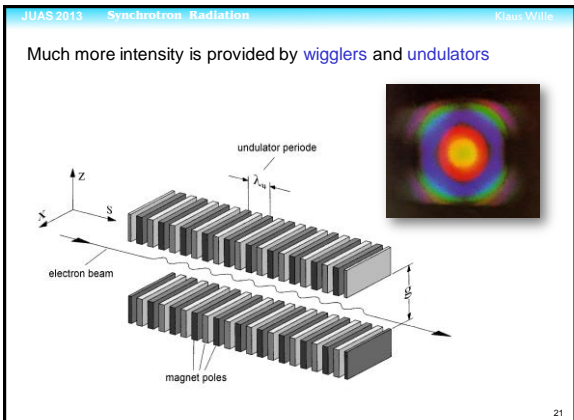 JUAS 2013 Synchrotron Radiation Klaus Wille
Much more intensity is provided by wigglers and undulators
undulator periode
λu
z
x
s
electron beam
g
magnet poles
21